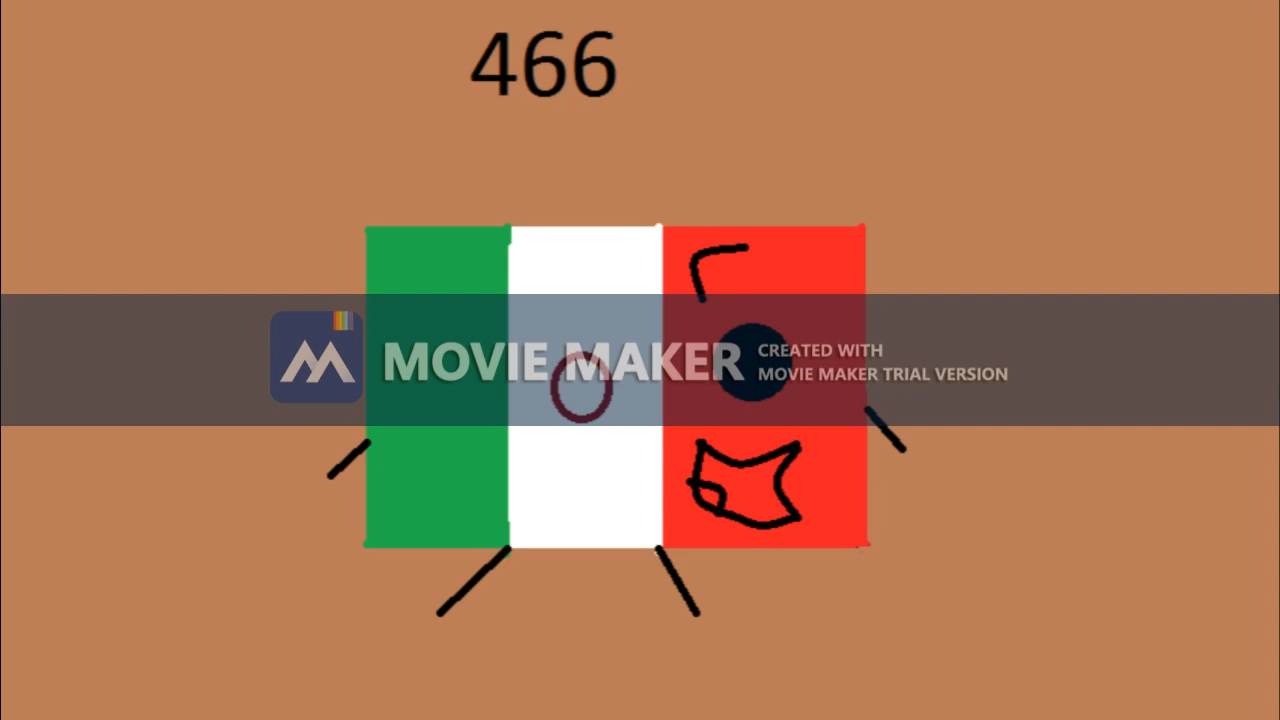 466
MOVIE MAKER
CREATED WITH
MOVIE MAKER TRIAL VERSION